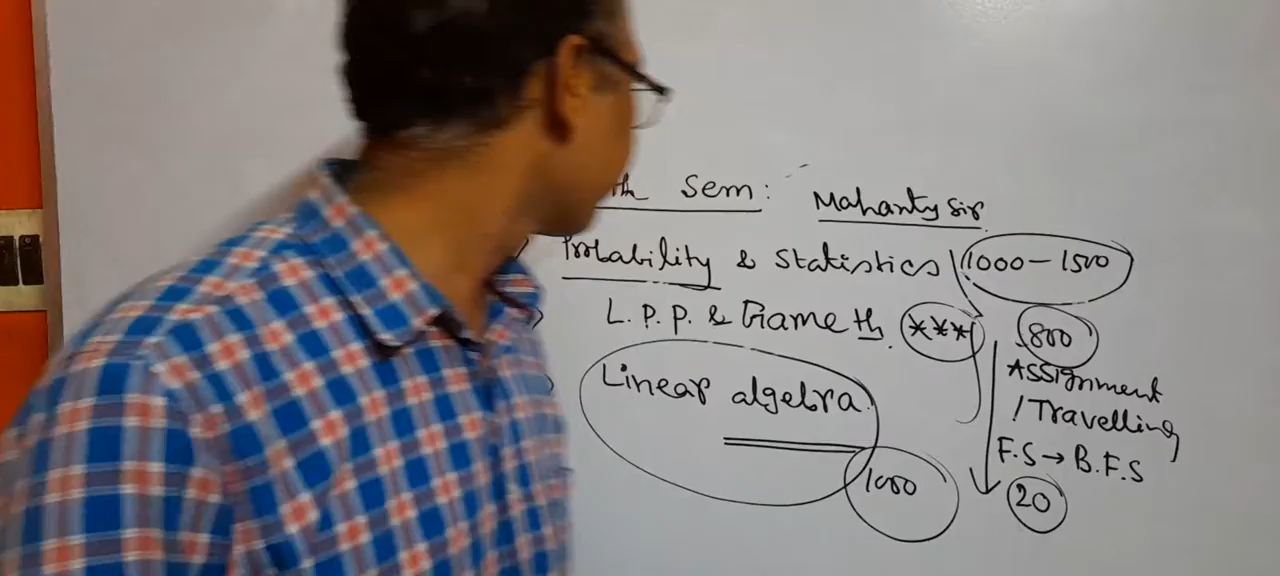 th Sem: Mahanty Sir
Probability & Statistics 1000-1500
L.P.P. & Game th. *** 800
Linear algebra. 1000
Assignment
/Travelling
F.S → B.F.S
20